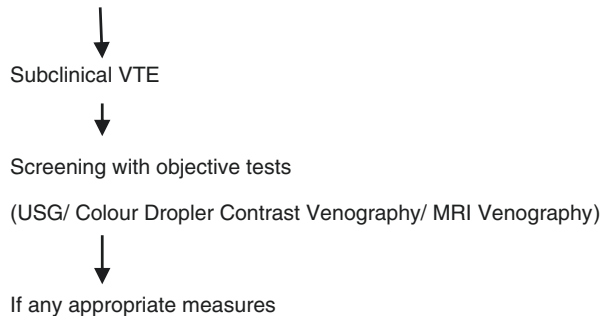 Subclinical VTE
Screening with objective tests
(USG/ Colour Dropler Contrast Venography/ MRI Venography)
If any appropriate measures